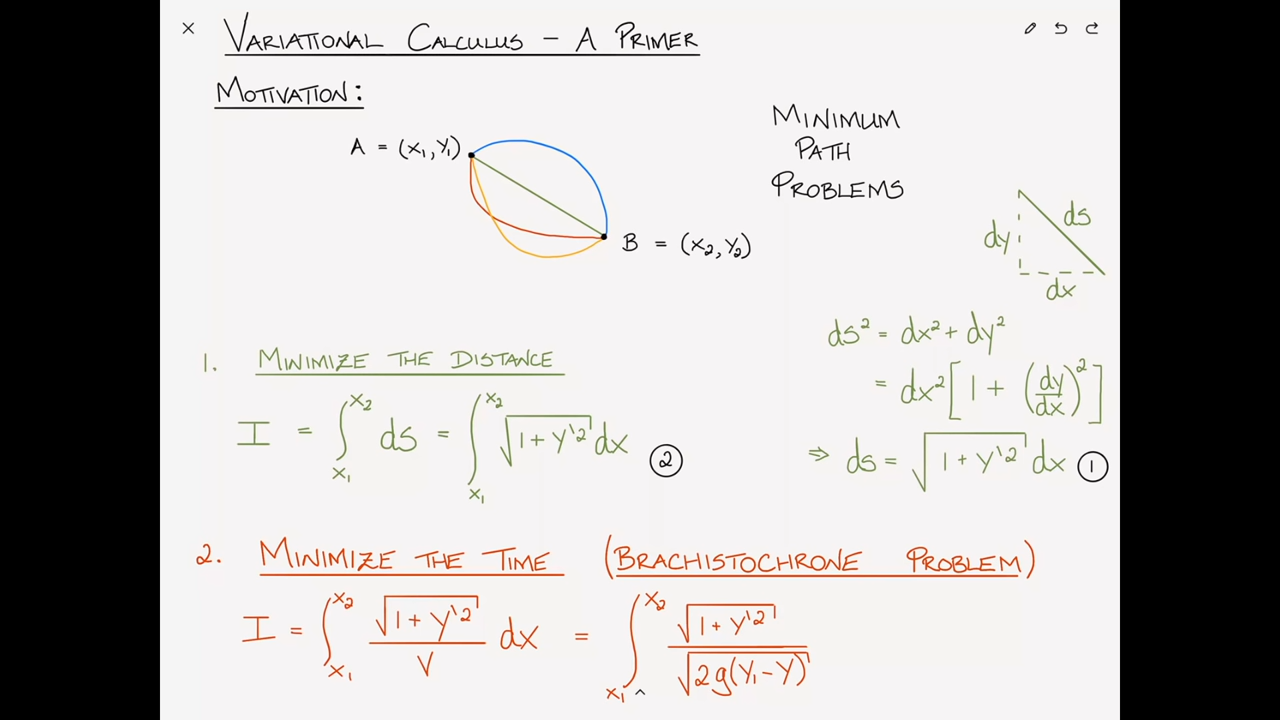 VARIATIONAL CALCULUS – A PRIMER
MOTIVATION:
A = (x₁, y₁)
B = (x₂, y₂)
MINIMUM
PATH
PROBLEMS
dy
ds
dx
ds² = dx² + dy²
= dx² [1 + (dy/dx)²]
⇒ ds = √(1 + y'²) dx ①
1. MINIMIZE THE DISTANCE
I = ∫_{x₁}^{x₂} ds = ∫_{x₁}^{x₂} √(1 + y'²) dx ②
2. MINIMIZE THE TIME (BRACHISTOCHRONE PROBLEM)
I = ∫_{x₁}^{x₂} √(1 + y'²) / v dx = ∫_{x₁}^{x₂} √(1 + y'²) / √(2g(y₁ – y))